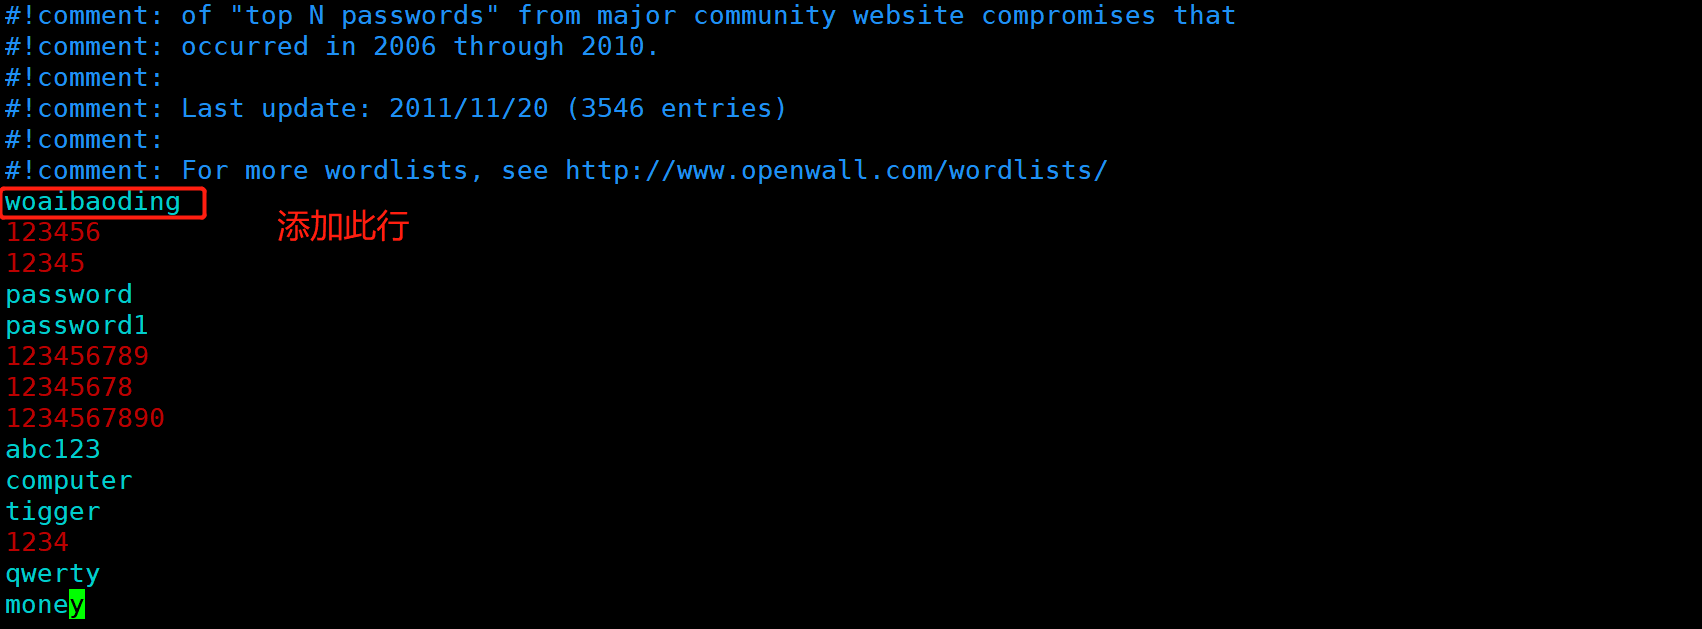 #!comment: of "top N passwords" from major community website compromises that
#!comment: occurred in 2006 through 2010.
#!comment:
#!comment: Last update: 2011/11/20 (3546 entries)
#!comment:
#!comment: For more wordlists, see http://www.openwall.com/wordlists/
woaibaoding
添加此行
123456
12345
password
password1
123456789
12345678
1234567890
abc123
computer
tigger
1234
qwerty
money